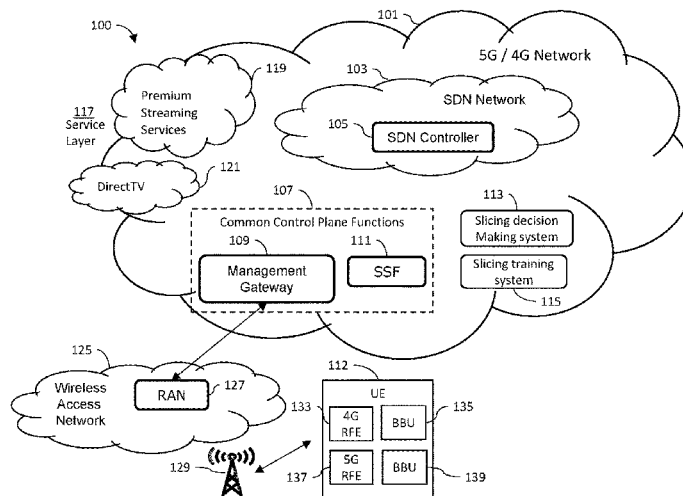 100
101
5G / 4G Network
119
103
Premium
Streaming
Services
SDN Network
117
Service
Layer
105
SDN Controller
DirectTV
121
107
113
Common Control Plane Functions
Slicing decision
Making system
109
111
Management
Gateway
SSF
Slicing training
system
115
125
112
Wireless
Access
Network
RAN
127
UE
133
4G
RFE
BBU
135
129
137
5G
RFE
BBU
139